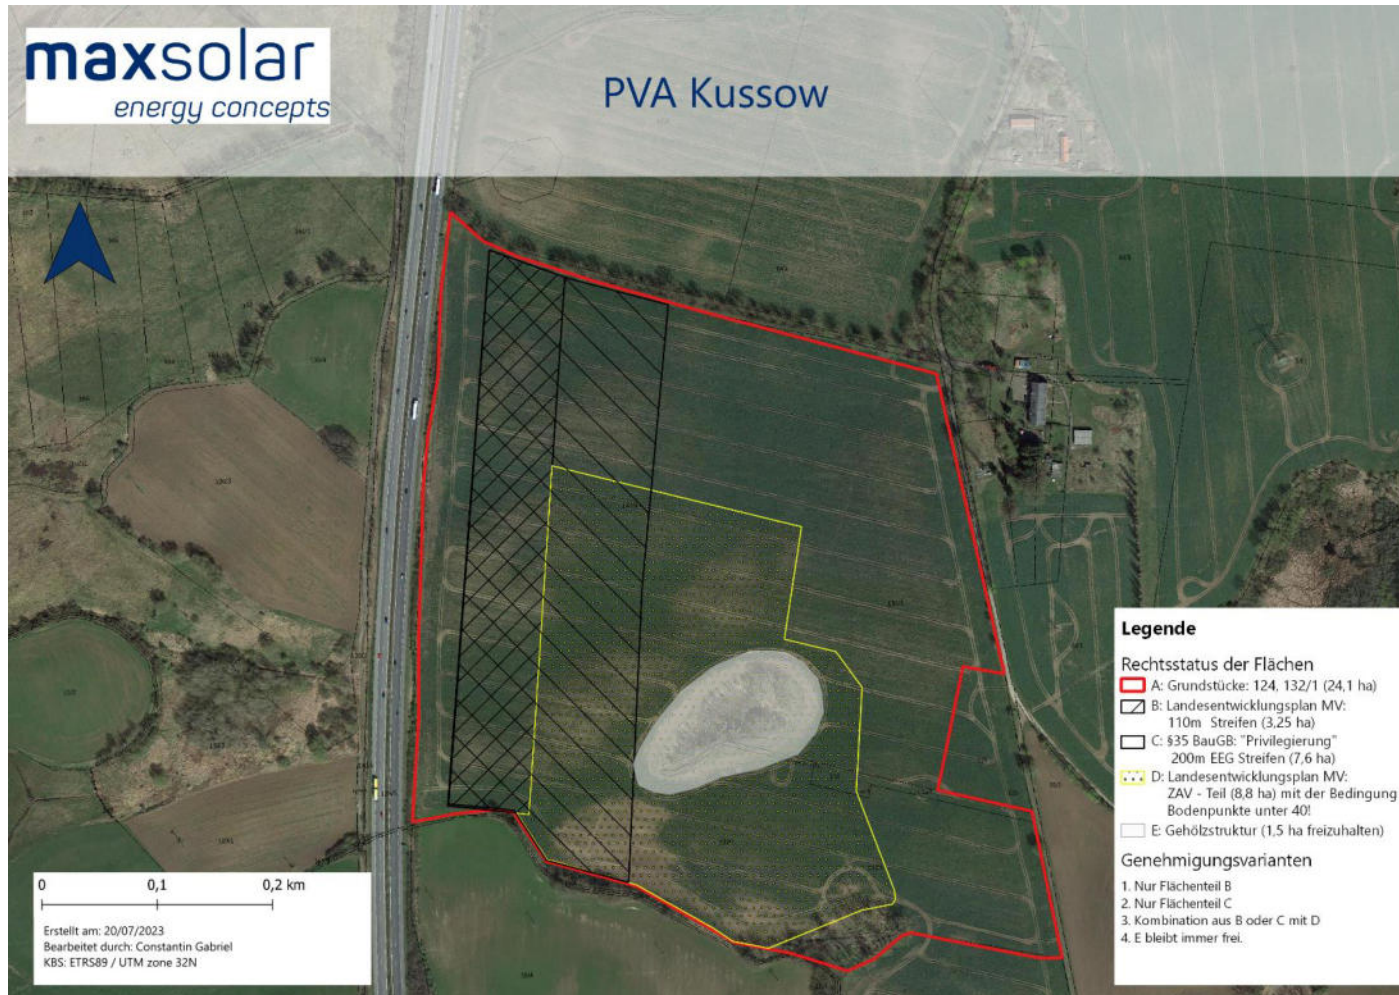 maxsolar
energy concepts
PVA Kussow
Legende
Rechtsstatus der Flächen
A: Grundstücke: 124, 132/1 (24,1 ha)
B: Landesentwicklungsplan MV:
110m Streifen (3,25 ha)
C: §35 BauGB: "Privilegierung"
200m EEG Streifen (7,6 ha)
D: Landesentwicklungsplan MV:
ZAV - Teil (8,8 ha) mit der Bedingung
Bodenpunkte unter 40!
E: Gehölzstruktur (1,5 ha freizuhalten)
Genehmigungsvarianten
1. Nur Flächenteil B
2. Nur Flächenteil C
3. Kombination aus B oder C mit D
4. E bleibt immer frei.
0 0,1 0,2 km
Erstellt am: 20/07/2023
Bearbeitet durch: Constantin Gabriel
KBS: ETRS89 / UTM zone 32N